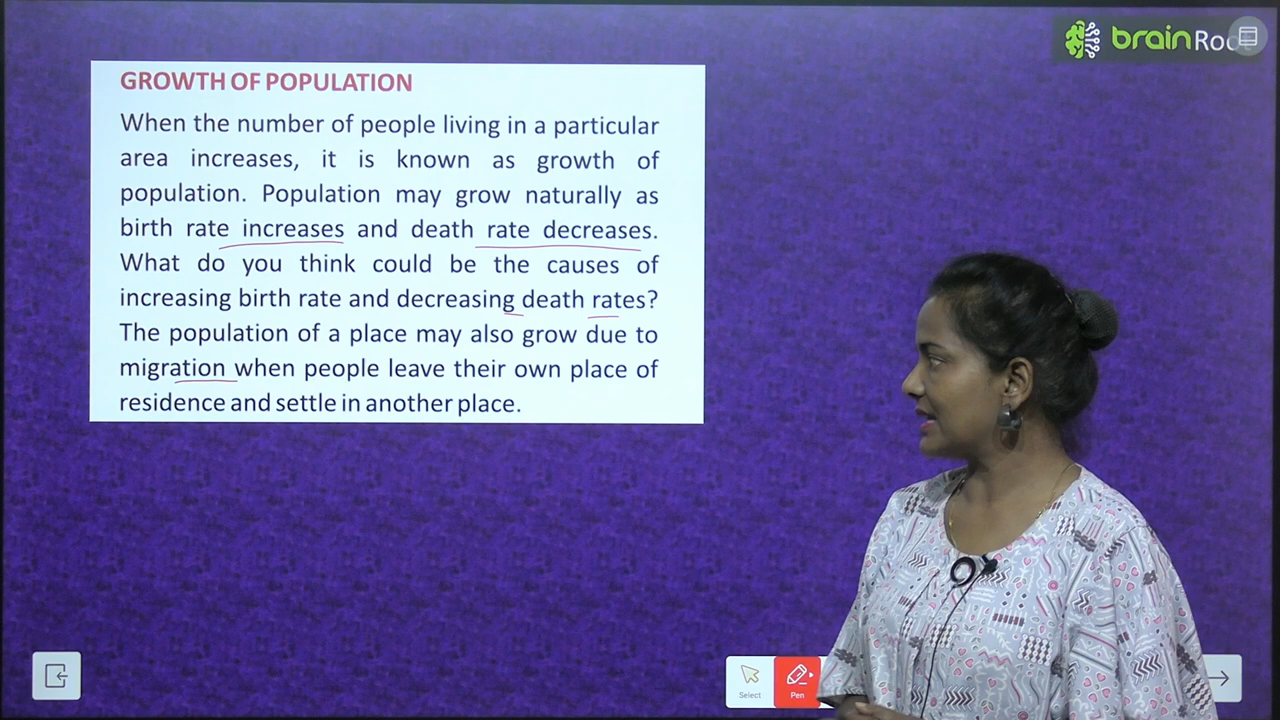 brainRoo
GROWTH OF POPULATION
When the number of people living in a particular
area increases, it is known as growth of
population. Population may grow naturally as
birth rate increases and death rate decreases.
What do you think could be the causes of
increasing birth rate and decreasing death rates?
The population of a place may also grow due to
migration when people leave their own place of
residence and settle in another place.
Select
Pen